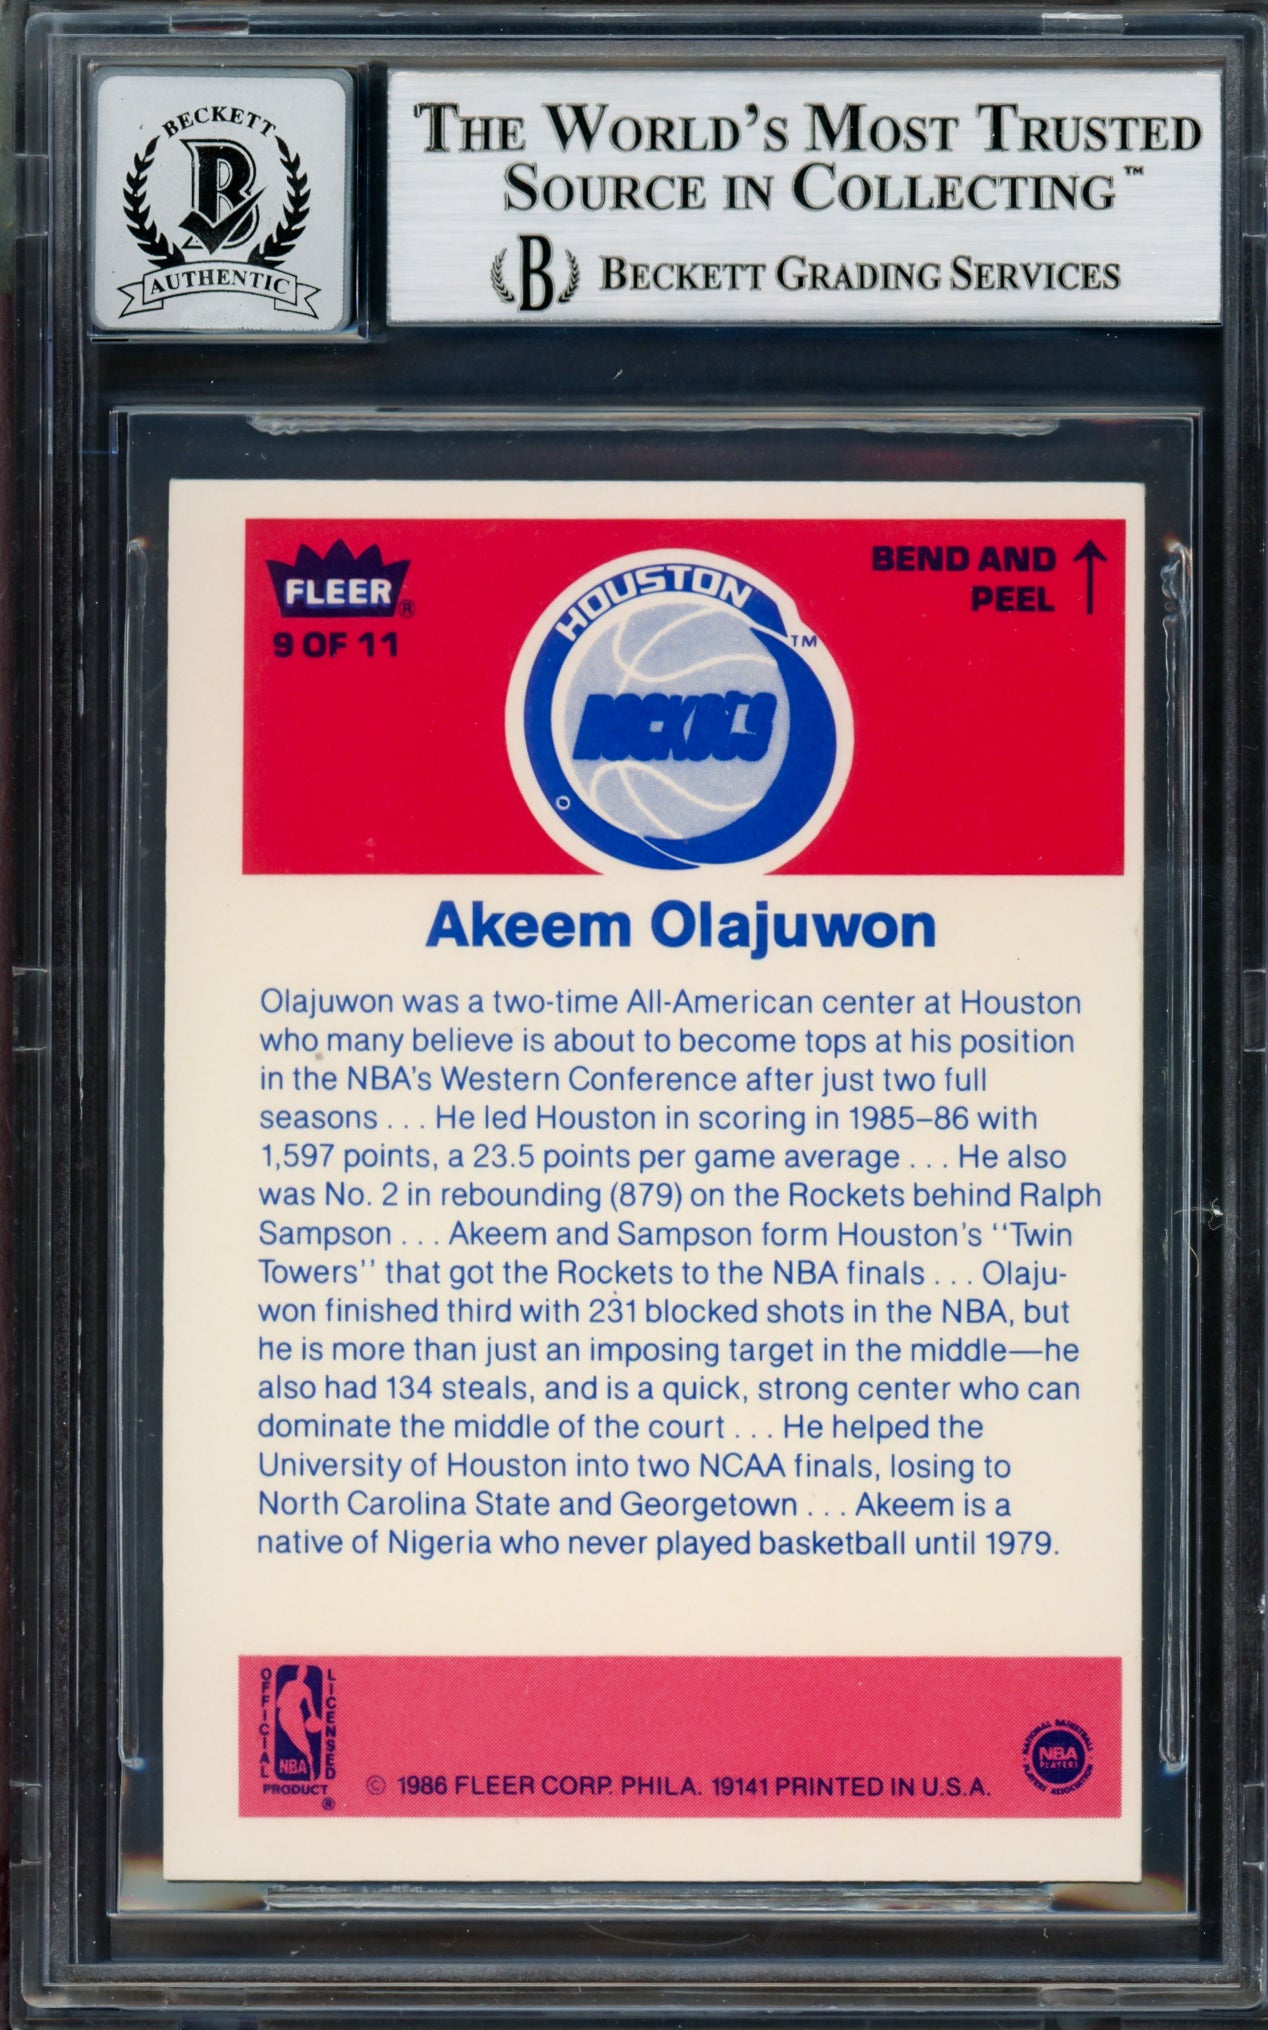 BECKETT
B
AUTHENTIC
THE WORLD'S MOST TRUSTED
SOURCE IN COLLECTING™
B BECKETT GRADING SERVICES
FLEER®
9 OF 11
HOUSTON
ROCKETS
TM
BEND AND
PEEL
Akeem Olajuwon
Olajuwon was a two-time All-American center at Houston
who many believe is about to become tops at his position
in the NBA's Western Conference after just two full
seasons . . . He led Houston in scoring in 1985–86 with
1,597 points, a 23.5 points per game average . . . He also
was No. 2 in rebounding (879) on the Rockets behind Ralph
Sampson . . . Akeem and Sampson form Houston's ''Twin
Towers'' that got the Rockets to the NBA finals . . . Olaju-
won finished third with 231 blocked shots in the NBA, but
he is more than just an imposing target in the middle—he
also had 134 steals, and is a quick, strong center who can
dominate the middle of the court . . . He helped the
University of Houston into two NCAA finals, losing to
North Carolina State and Georgetown . . . Akeem is a
native of Nigeria who never played basketball until 1979.
OFFICIAL
NBA
LICENSED
PRODUCT
®
© 1986 FLEER CORP. PHILA. 19141 PRINTED IN U.S.A.
NATIONAL BASKETBALL
NBA
PLAYERS
PLAYERS ASSOCIATION